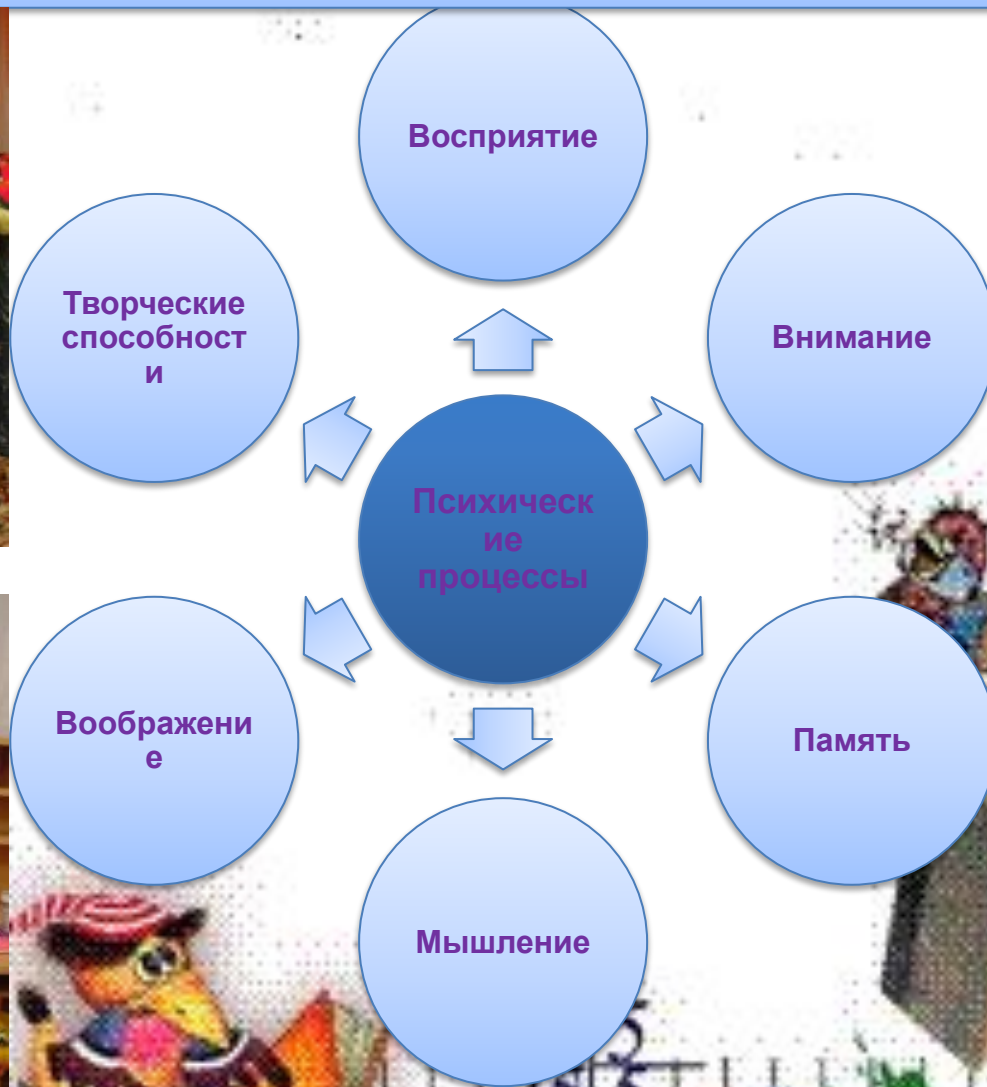 Восприятие
Творческие
способност
и
Внимание
Психическ
ие
процессы
Воображени
е
Память
Мышление